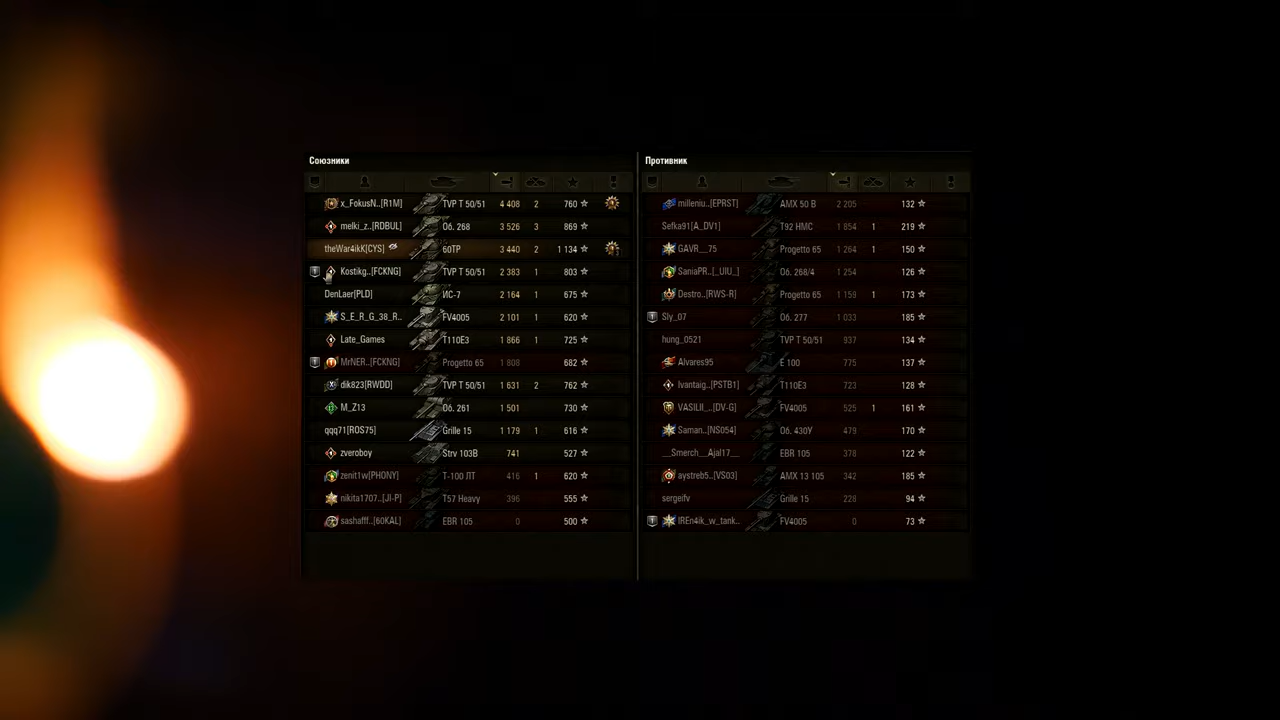 Союзники
x_FokusN..[R1M] TVP T 50/51 4 408 2 760
melki_z..[RDBUL] Об. 268 3 526 3 869
theWar4ikK[CYS] 60TP 3 440 2 1 134
Kostikg..[FCKNG] TVP T 50/51 2 383 1 803
DenLaer[PLD] ИС-7 2 164 1 675
S_E_R_G_38_R.. FV4005 2 101 1 620
Late_Games T110E3 1 866 1 725
MrNER..[FCKNG] Progetto 65 1 808 682
dik823[RWDD] TVP T 50/51 1 631 2 762
M_Z13 Об. 261 1 501 730
qqq71[ROS75] Grille 15 1 179 1 616
zveroboy Strv 103B 741 527
zenit1w[PHONY] Т-100 ЛТ 416 1 620
nikita1707..[JI-P] T57 Heavy 396 555
sashafff..[60KAL] EBR 105 0 500
Противник
milleniu..[EPRST] AMX 50 B 2 205 132
Sefka91[A_DV1] T92 HMC 1 854 1 219
GAVR__75 Progetto 65 1 264 1 150
SaniaPR..[_UIU_] Об. 268/4 1 254 126
Destro..[RWS-R] Progetto 65 1 159 1 173
Sly_07 Об. 277 1 033 185
hung_0521 TVP T 50/51 937 134
Alvares95 E 100 775 137
Ivantaig..[PSTB1] T110E3 723 128
VASILII_..[DV-G] FV4005 525 1 161
Saman..[NS054] Об. 430У 479 170
__Smerch__Ajal17__ EBR 105 378 122
aystreb5..[VS03] AMX 13 105 342 185
sergeifv Grille 15 228 94
IREn4ik_w_tank.. FV4005 0 73